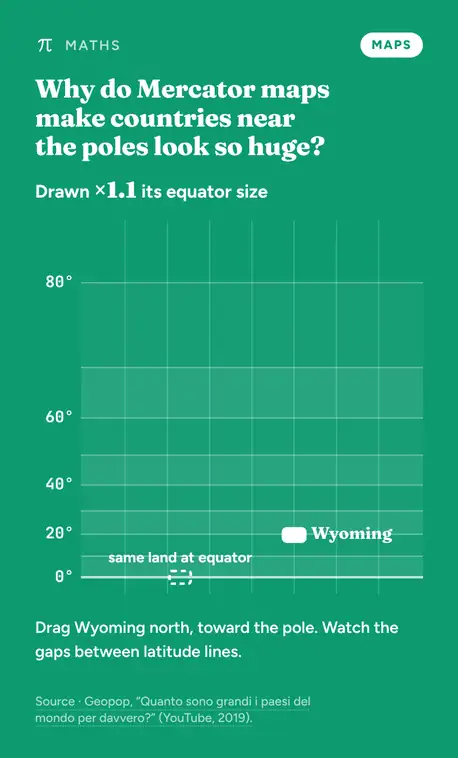 π MATHS
MAPS
Why do Mercator maps
make countries near
the poles look so huge?
Drawn ×1.1 its equator size
80°
60°
40°
20°
Wyoming
same land at equator
0°
Drag Wyoming north, toward the pole. Watch the
gaps between latitude lines.
Source · Geopop, “Quanto sono grandi i paesi del
mondo per davvero?” (YouTube, 2019).